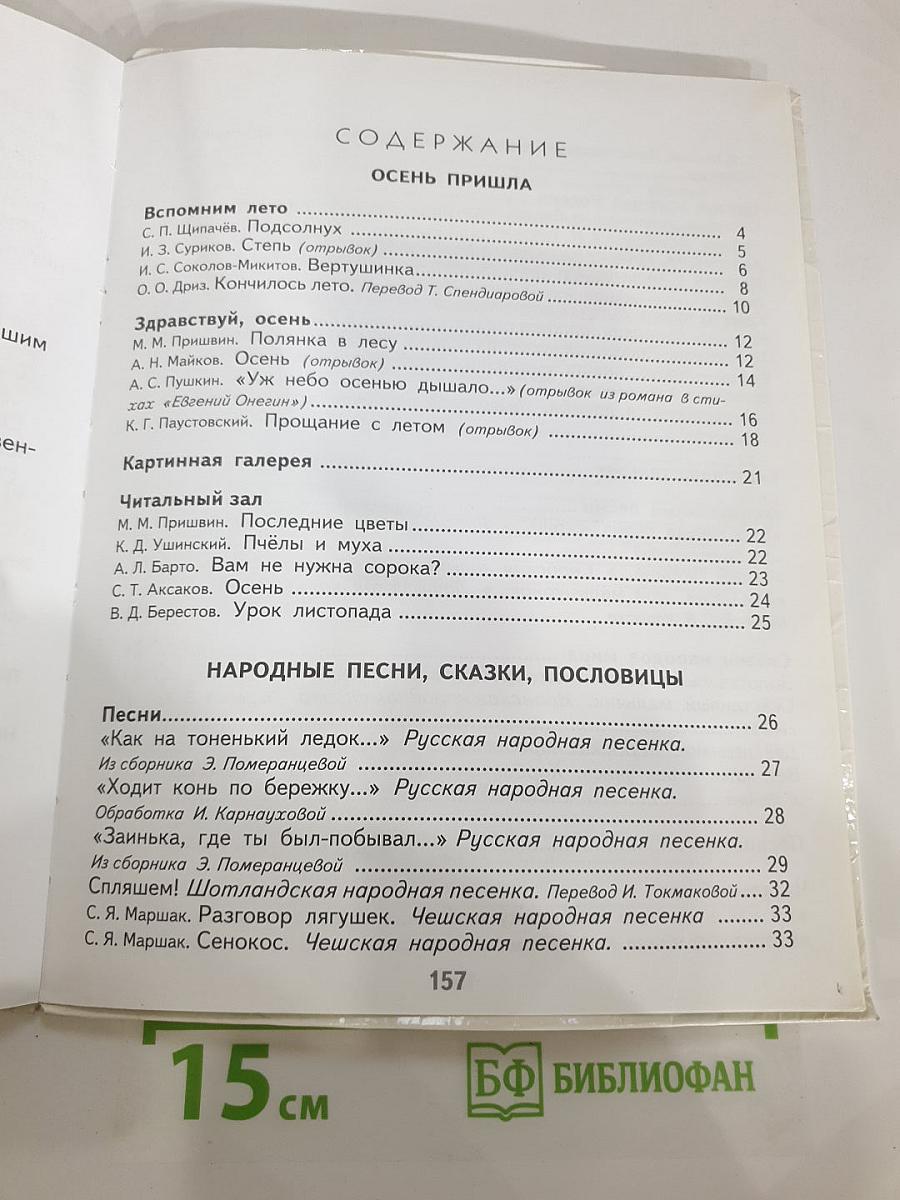 шим
вен-
СОДЕРЖАНИЕ
ОСЕНЬ ПРИШЛА
Вспомним лето ........ 4
С. П. Щипачёв. Подсолнух ........ 5
И. З. Суриков. Степь (отрывок) ........ 6
И. С. Соколов-Микитов. Вертушинка ........ 8
О. О. Дриз. Кончилось лето. Перевод Т. Спендиаровой ........ 10
Здравствуй, осень ........ 12
М. М. Пришвин. Полянка в лесу ........ 12
А. Н. Майков. Осень (отрывок) ........ 14
А. С. Пушкин. «Уж небо осенью дышало...» (отрывок из романа в сти-
хах «Евгений Онегин») ........ 16
К. Г. Паустовский. Прощание с летом (отрывок) ........ 18
Картинная галерея ........ 21
Читальный зал
М. М. Пришвин. Последние цветы ........ 22
К. Д. Ушинский. Пчёлы и муха ........ 22
А. Л. Барто. Вам не нужна сорока? ........ 23
С. Т. Аксаков. Осень ........ 24
В. Д. Берестов. Урок листопада ........ 25
НАРОДНЫЕ ПЕСНИ, СКАЗКИ, ПОСЛОВИЦЫ
Песни ........ 26
«Как на тоненький ледок...» Русская народная песенка.
Из сборника Э. Померанцевой ........ 27
«Ходит конь по бережку...» Русская народная песенка.
Обработка И. Карнауховой ........ 28
«Заинька, где ты был-побывал...» Русская народная песенка.
Из сборника Э. Померанцевой ........ 29
Спляшем! Шотландская народная песенка. Перевод И. Токмаковой .... 32
С. Я. Маршак. Разговор лягушек. Чешская народная песенка ........ 33
С. Я. Маршак. Сенокос. Чешская народная песенка. ........ 33
157
15 см
БФ БИБЛИОФАН